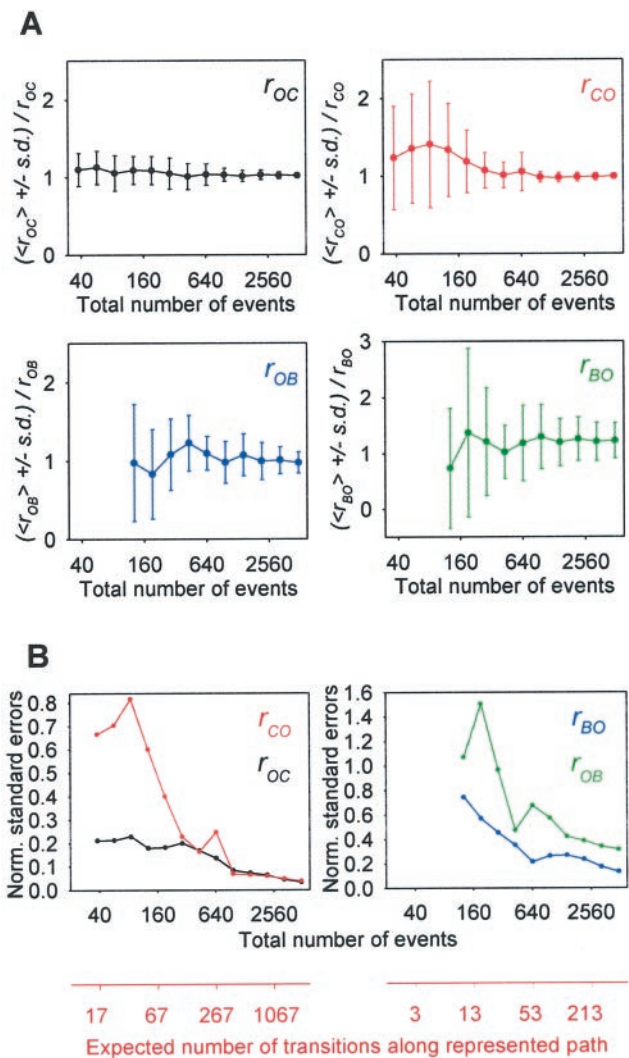 A
(<r_OC> +/- s.d.) / r_OC
2
1
0
r_OC
40 160 640 2560
Total number of events
(<r_CO> +/- s.d.) / r_CO
2
1
0
r_CO
40 160 640 2560
Total number of events
(<r_OB> +/- s.d.) / r_OB
2
1
0
r_OB
40 160 640 2560
Total number of events
(<r_BO> +/- s.d.) / r_BO
3
2
1
0
r_BO
40 160 640 2560
Total number of events
B
Norm. standard errors
0.8
0.7
0.6
0.5
0.4
0.3
0.2
0.1
0.0
r_CO
r_OC
40 160 640 2560
Norm. standard errors
1.6
1.4
1.2
1.0
0.8
0.6
0.4
0.2
0.0
r_BO
r_OB
40 160 640 2560
Total number of events
17 67 267 1067
3 13 53 213
Expected number of transitions along represented path